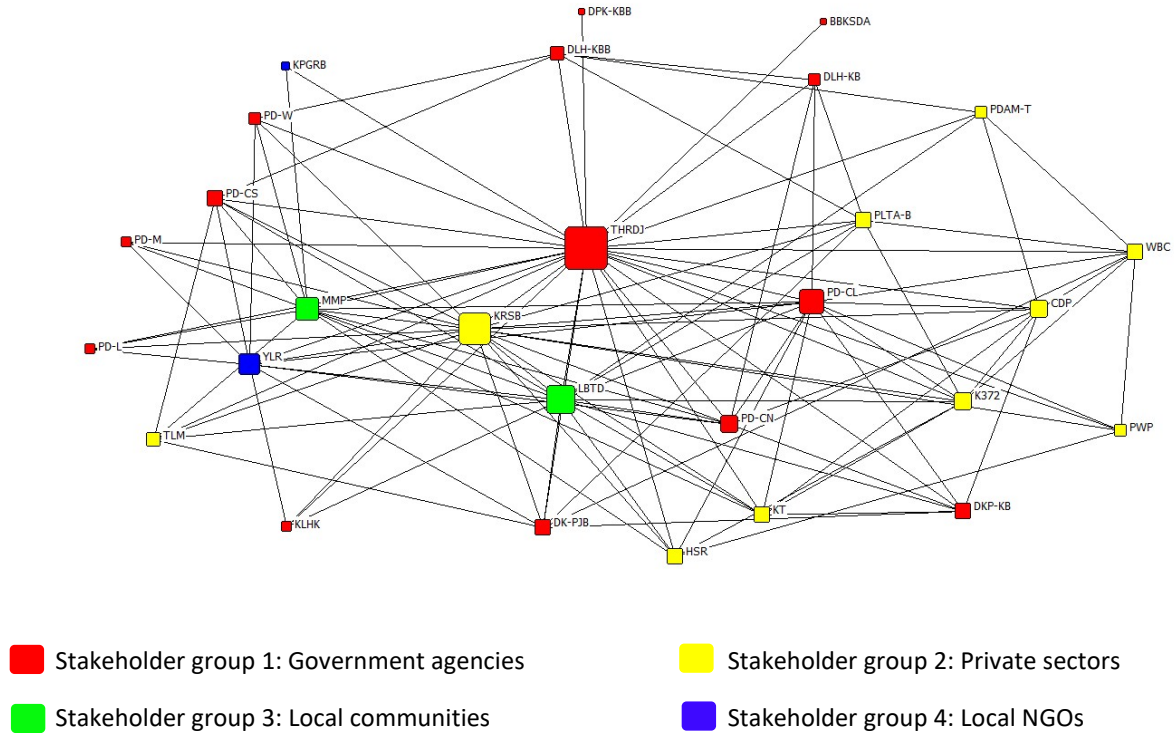 DPK-KBB
BBKSDA
DLH-KBB
KPGRB
DLH-KB
PDAM-T
PD-W
PD-CS
PLTA-B
THRDJ
PD-M
WBC
PD-CL
MMP
CDP
KRSB
PD-L
YLR
LBTD
K372
PD-CN
PWP
TLM
DKP-KB
KT
KLHK
DK-PJB
HSR
Stakeholder group 1: Government agencies
Stakeholder group 2: Private sectors
Stakeholder group 3: Local communities
Stakeholder group 4: Local NGOs